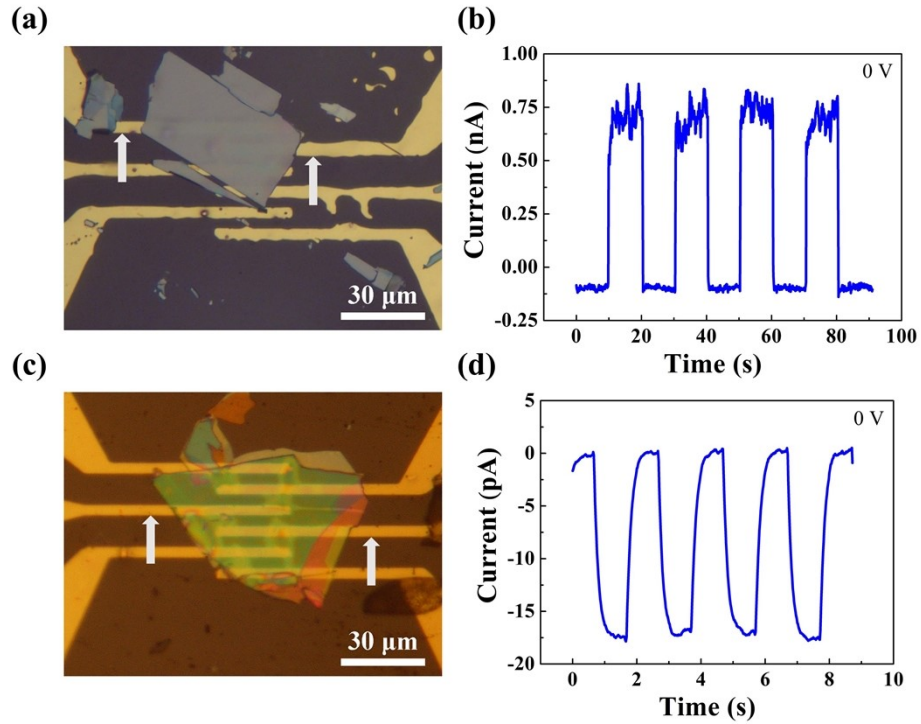 (a)
30 μm
(b)
Current (nA)
1.00
0.75
0.50
0.25
0.00
-0.25
0 V
0 20 40 60 80 100
Time (s)
(c)
30 μm
(d)
Current (pA)
5
0
-5
-10
-15
-20
0 V
0 2 4 6 8 10
Time (s)